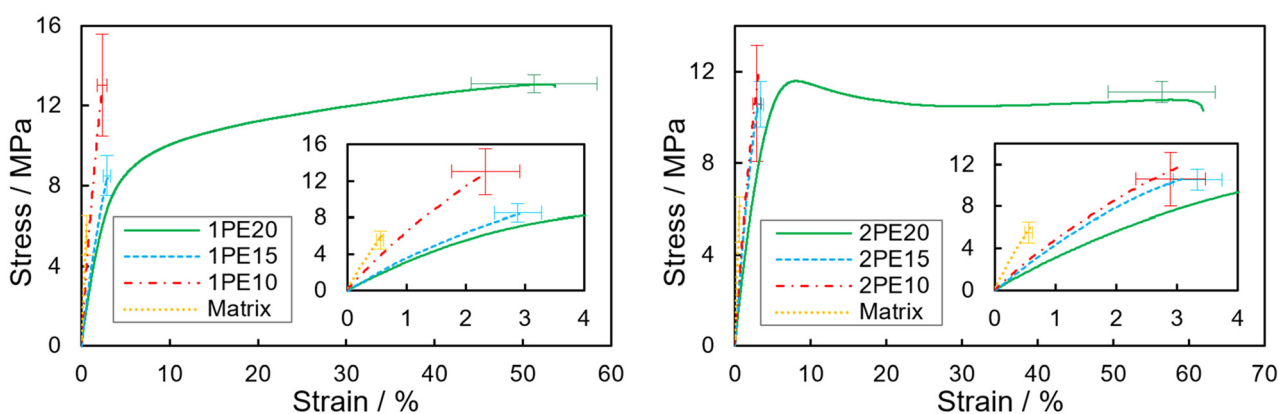 16
12
8
4
0
Stress / MPa
1PE20
1PE15
1PE10
Matrix
16
12
8
4
0
0 1 2 3 4
0 10 20 30 40 50 60
Strain / %
12
8
4
0
Stress / MPa
2PE20
2PE15
2PE10
Matrix
12
8
4
0
0 1 2 3 4
0 10 20 30 40 50 60 70
Strain / %